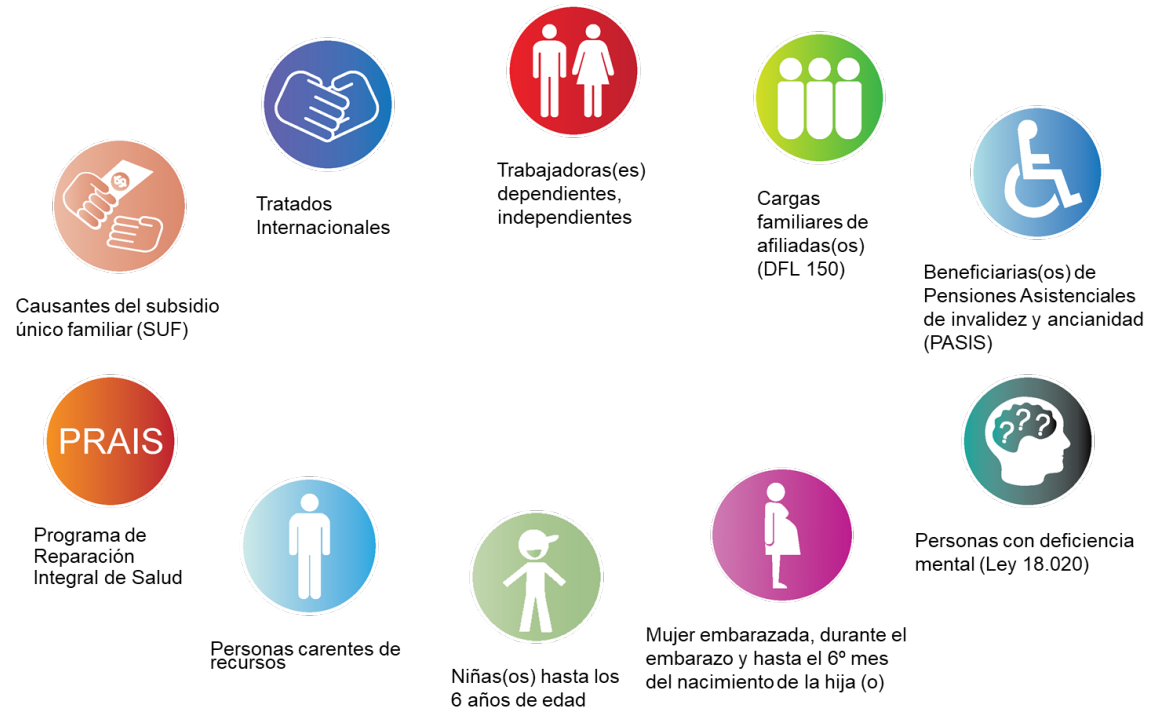 Trabajadoras(es)
dependientes,
independientes
Cargas
familiares de
afiliadas(os)
(DFL 150)
Beneficiarias(os) de
Pensiones Asistenciales
de invalidez y ancianidad
(PASIS)
???
Personas con deficiencia
mental (Ley 18.020)
Mujer embarazada, durante el
embarazo y hasta el 6º mes
del nacimiento de la hija (o)
Niñas(os) hasta los
6 años de edad
Personas carentes de
recursos
PRAIS
Programa de
Reparación
Integral de Salud
$
Causantes del subsidio
único familiar (SUF)
Tratados
Internacionales